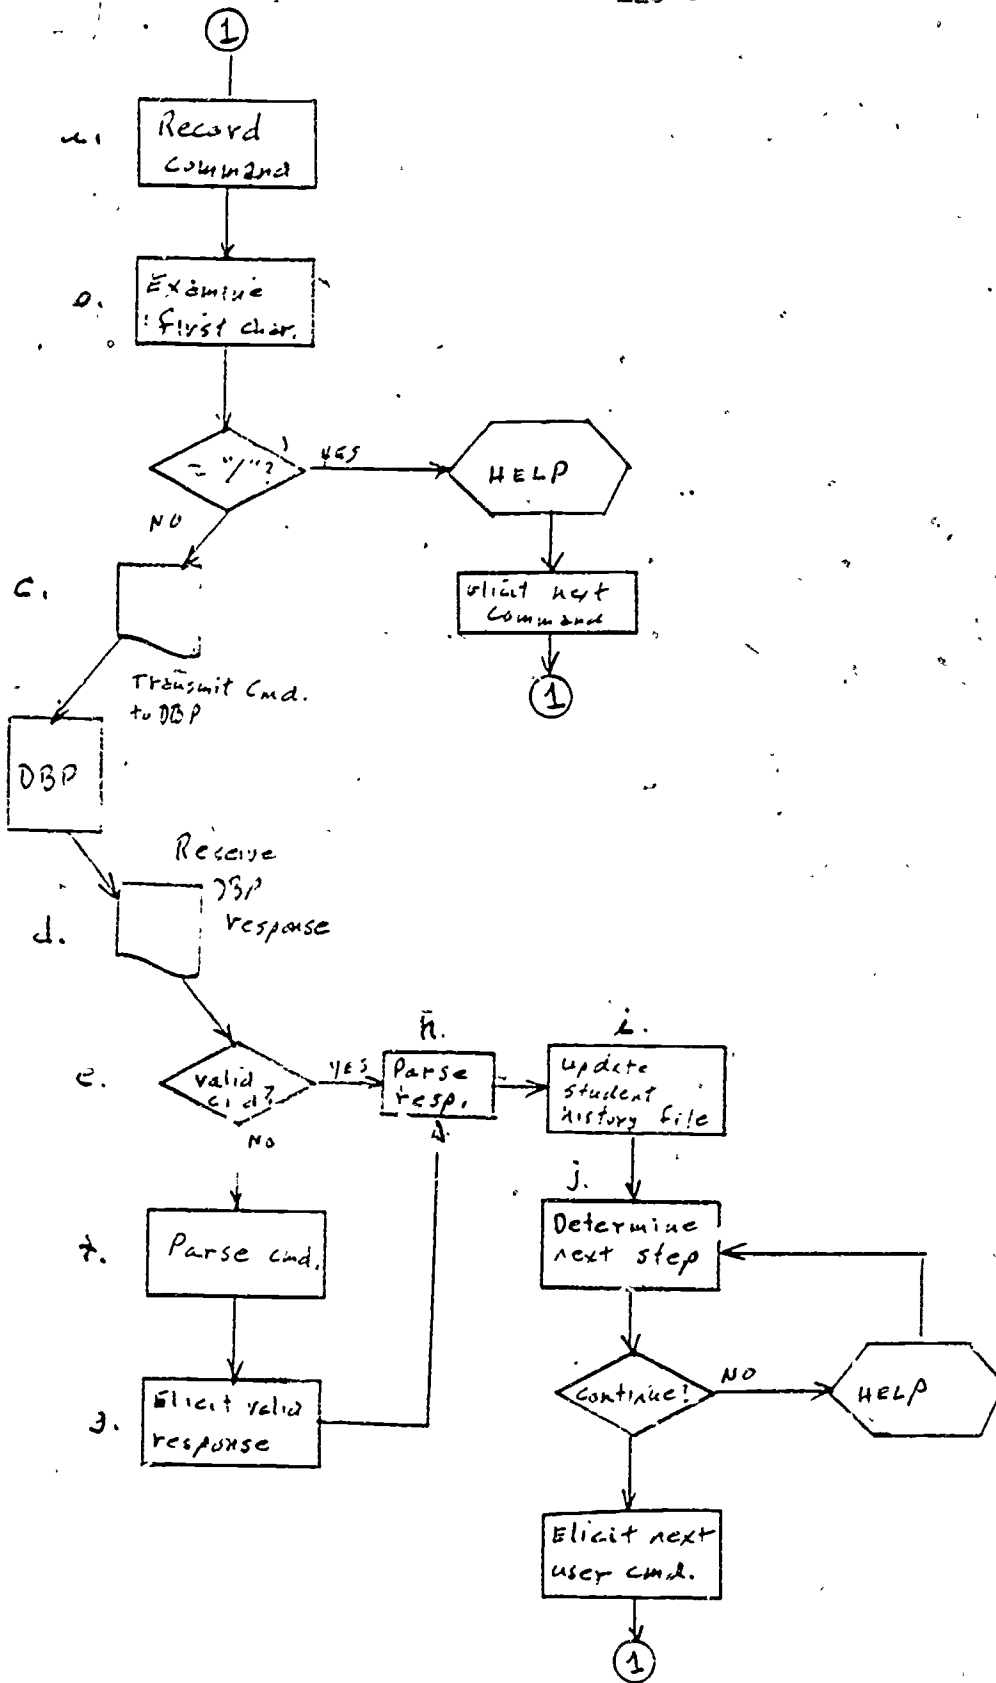 1
Record
command
Examine
first char.
= "/"?
YES
HELP
NO
elicit next
command
1
c.
Transmit Cmd.
to DBP
DBP
Receive
DBP
response
d.
e.
valid
cmd?
YES
NO
h.
Parse
resp.
i.
update
student
history file
j.
Determine
next step
f.
Parse cmd.
g.
Elicit valid
response
continue?
NO
HELP
Elicit next
user cmd.
1